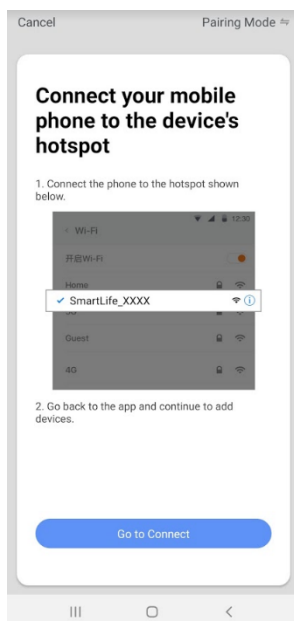 Cancel Pairing Mode
Connect your mobile
phone to the device's
hotspot
1. Connect the phone to the hotspot shown
below.
12:30
Wi-Fi
开启Wi-Fi
Home
SmartLife_XXXX
5G
Guest
4G
2. Go back to the app and continue to add
devices.
Go to Connect